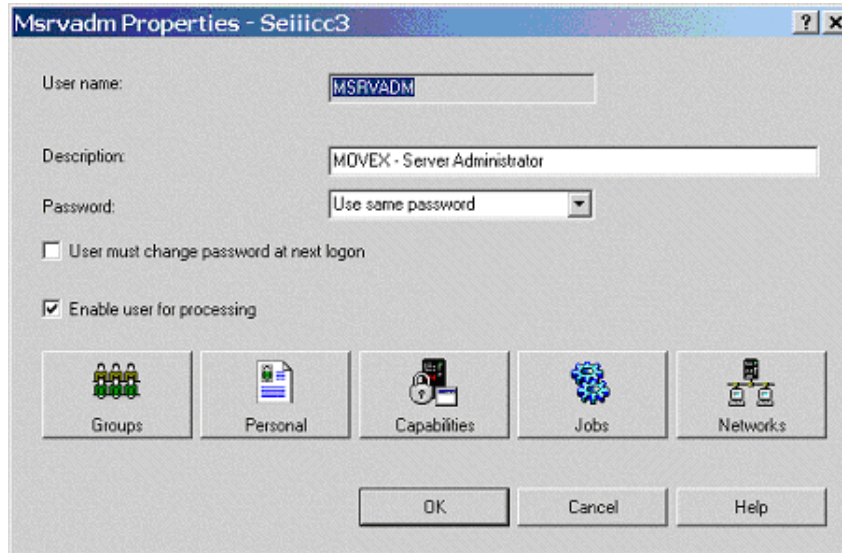 Msrvadm Properties - Seiiicc3
User name:
MSRVADM
Description:
MOVEX - Server Administrator
Password:
Use same password
User must change password at next logon
Enable user for processing
Groups
Personal
Capabilities
Jobs
Networks
OK
Cancel
Help